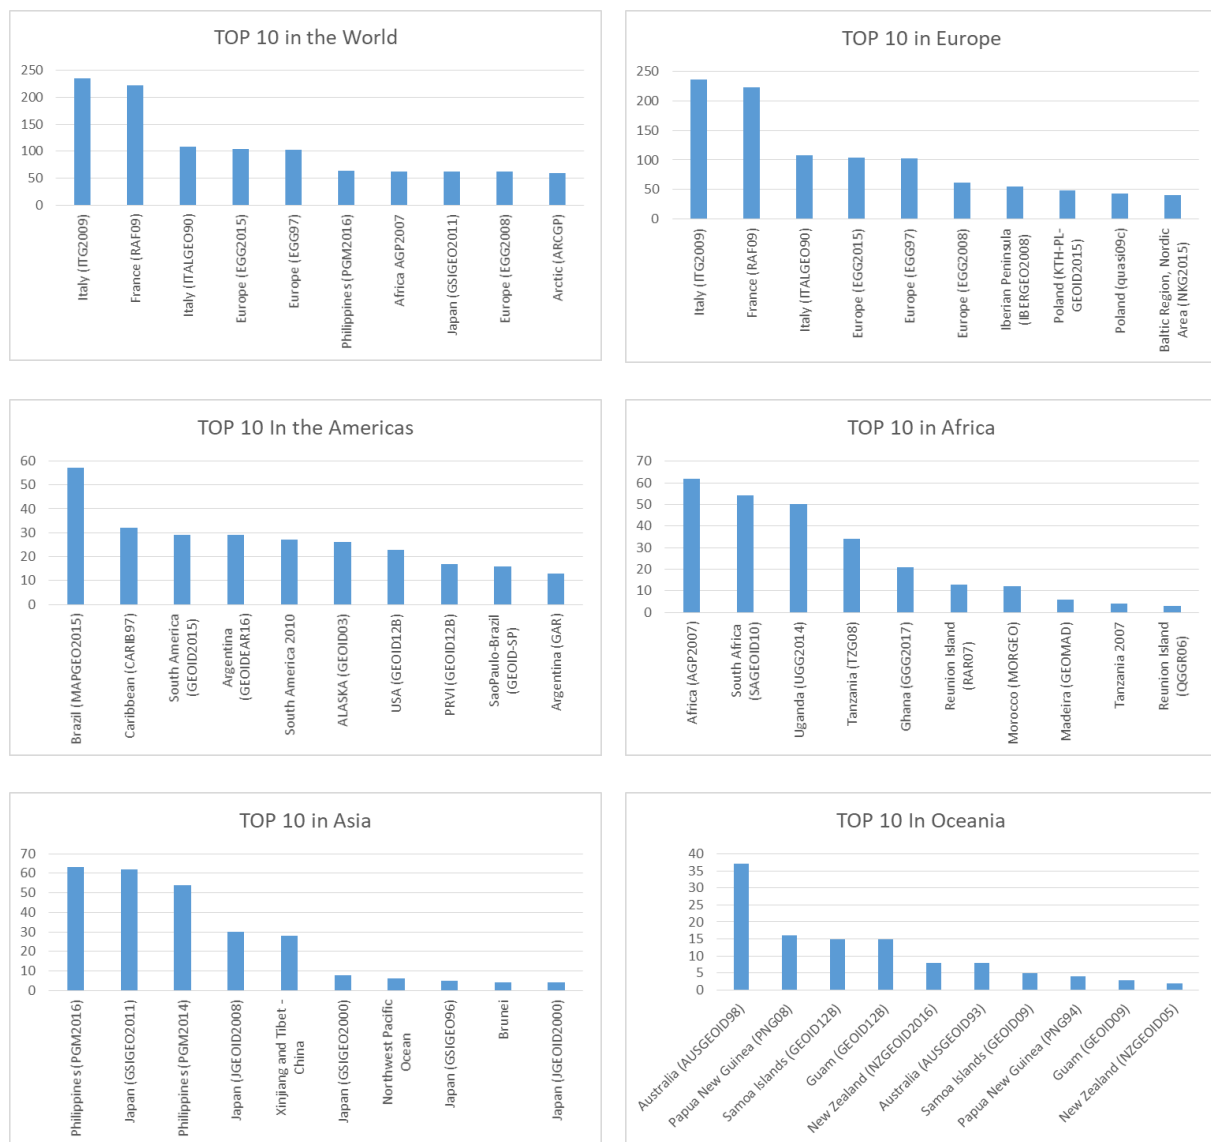 TOP 10 in the World
250
200
150
100
50
0
Italy (ITG2009)
France (RAF09)
Italy (ITALGEO90)
Europe (EGG2015)
Europe (EGG97)
Philippines (PGM2016)
Africa AGP2007
Japan (GSIGEO2011)
Europe (EGG2008)
Arctic (ARCGP)
TOP 10 in Europe
250
200
150
100
50
0
Italy (ITG2009)
France (RAF09)
Italy (ITALGEO90)
Europe (EGG2015)
Europe (EGG97)
Europe (EGG2008)
Iberian Peninsula
(IBERGEO2008)
Poland (KTH-PL-
GEOID2015)
Poland (quasi09c)
Baltic Region, Nordic
Area (NKG2015)
TOP 10 In the Americas
60
50
40
30
20
10
0
Brazil (MAPGEO2015)
Caribbean (CARIB97)
South America
(GEOID2015)
Argentina
(GEOIDEAR16)
South America 2010
ALASKA (GEOID03)
USA (GEOID12B)
PRVI (GEOID12B)
SaoPaulo-Brazil
(GEOID-SP)
Argentina (GAR)
TOP 10 in Africa
70
60
50
40
30
20
10
0
Africa (AGP2007)
South Africa
(SAGEOID10)
Uganda (UGG2014)
Tanzania (TZG08)
Ghana (GGG2017)
Reunion Island
(RAR07)
Morocco (MORGEO)
Madeira (GEOMAD)
Tanzania 2007
Reunion Island
(QGR06)
TOP 10 in Asia
70
60
50
40
30
20
10
0
Philippines (PGM2016)
Japan (GSIGEO2011)
Philippines (PGM2014)
Japan (JGEOID2008)
Xinjiang and Tibet -
China
Japan (GSIGEO2000)
Northwest Pacific
Ocean
Japan (GSIGEO96)
Brunei
Japan (JGEOID2000)
TOP 10 In Oceania
40
35
30
25
20
15
10
5
0
Australia (AUSGEOID98)
Papua New Guinea (PNG08)
Samoa Islands (GEOID12B)
Guam (GEOID12B)
New Zealand (NZGEOID2016)
Australia (AUSGEOID93)
Samoa Islands (GEOID09)
Papua New Guinea (PNG94)
Guam (GEOID09)
New Zealand (NZGEOID05)